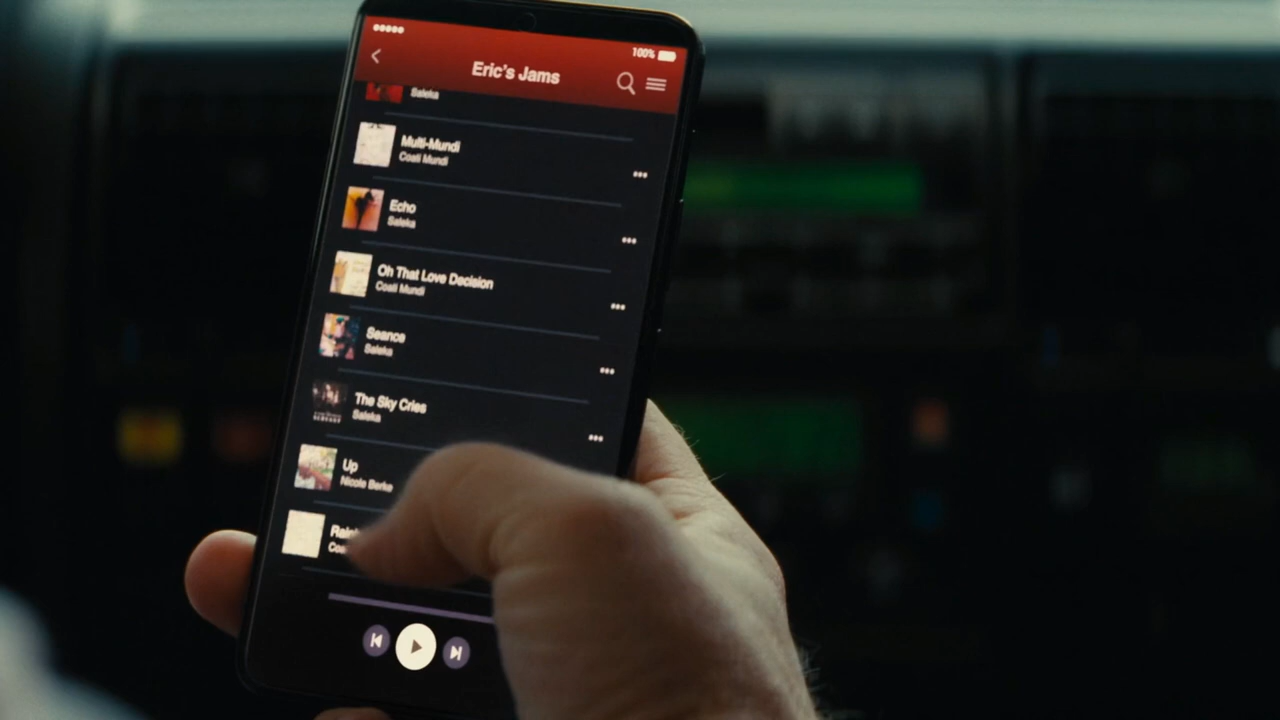 100%
Eric's Jams
Saleka
Multi-Mundi
Coati Mundi
Echo
Saleka
Oh That Love Decision
Coati Mundi
Seance
Saleka
The Sky Cries
Saleka
Up
Nicole Berke